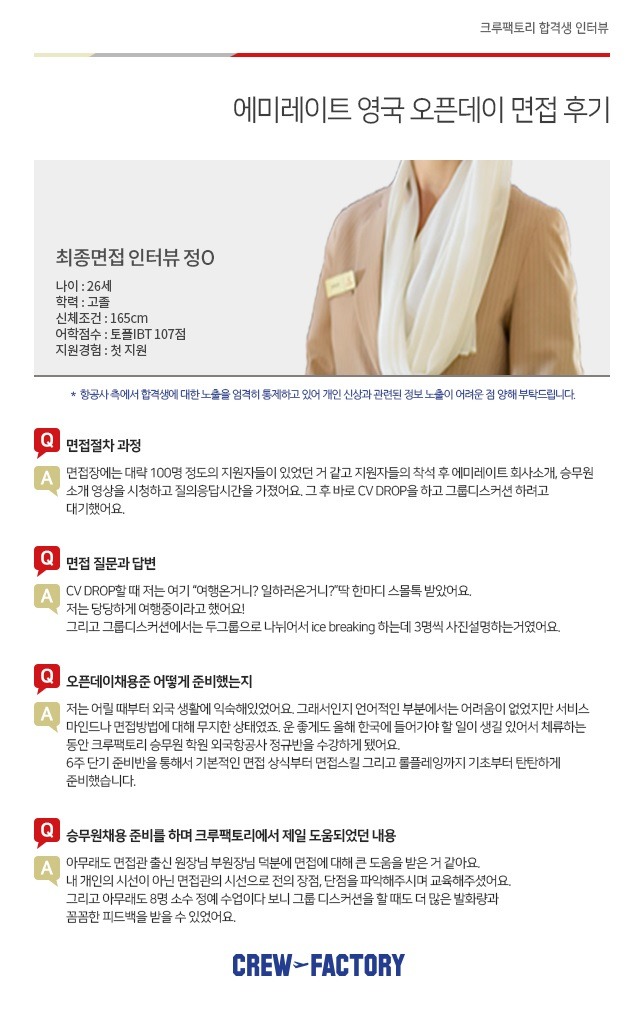 크루팩토리 합격생 인터뷰
에미레이트 영국 오픈데이 면접 후기
최종면접 인터뷰 정O
나이 : 26세
학력 : 고졸
신체조건 : 165cm
어학점수 : 토플IBT 107점
지원경험 : 첫 지원
* 항공사 측에서 합격생에 대한 노출을 엄격히 통제하고 있어 개인 신상과 관련된 정보 노출이 어려운 점 양해 부탁드립니다.
Q 면접절차 과정
A 면접장에는 대략 100명 정도의 지원자들이 있었던 거 같고 지원자들의 착석 후 에미레이트 회사소개, 승무원
소개 영상을 시청하고 질의응답시간을 가졌어요. 그 후 바로 CV DROP을 하고 그룹디스커션 하려고
대기했어요.
Q 면접 질문과 답변
A CV DROP할 때 저는 여기 “여행온거니? 일하러온거니?”딱 한마디 스몰톡 받았어요.
저는 당당하게 여행중이라고 했어요!
그리고 그룹디스커션에서는 두그룹으로 나뉘어서 ice breaking 하는데 3명씩 사진설명하는거였어요.
Q 오픈데이채용준 어떻게 준비했는지
A 저는 어릴 때부터 외국 생활에 익숙해있었어요. 그래서인지 언어적인 부분에서는 어려움이 없었지만 서비스
마인드나 면접방법에 대해 무지한 상태였죠. 운 좋게도 올해 한국에 들어가야 할 일이 생길 있어서 체류하는
동안 크루팩토리 승무원 학원 외국항공사 정규반을 수강하게 됐어요.
6주 단기 준비반을 통해서 기본적인 면접 상식부터 면접스킬 그리고 롤플레잉까지 기초부터 탄탄하게
준비했습니다.
Q 승무원채용 준비를 하며 크루팩토리에서 제일 도움되었던 내용
A 아무래도 면접관 출신 원장님 부원장님 덕분에 면접에 대해 큰 도움을 받은 거 같아요.
내 개인의 시선이 아닌 면접관의 시선으로 전의 장점, 단점을 파악해주시며 교육해주셨어요.
그리고 아무래도 8명 소수 정예 수업이다 보니 그룹 디스커션을 할 때도 더 많은 발화량과
꼼꼼한 피드백을 받을 수 있었어요.
CREW FACTORY